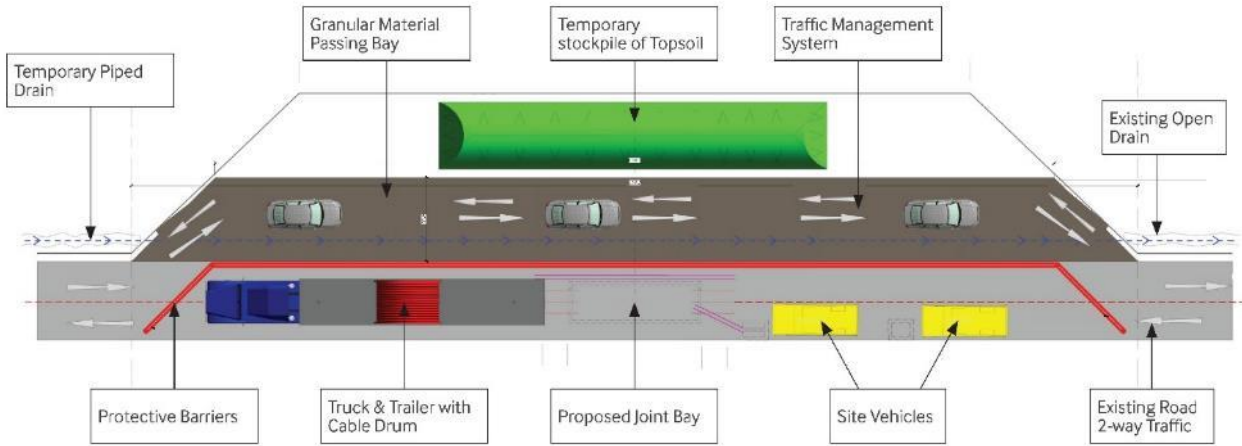 Granular Material
Passing Bay
Temporary
stockpile of Topsoil
Traffic Management
System
Temporary Piped
Drain
Existing Open
Drain
Protective Barriers
Truck & Trailer with
Cable Drum
Proposed Joint Bay
Site Vehicles
Existing Road
2-way Traffic